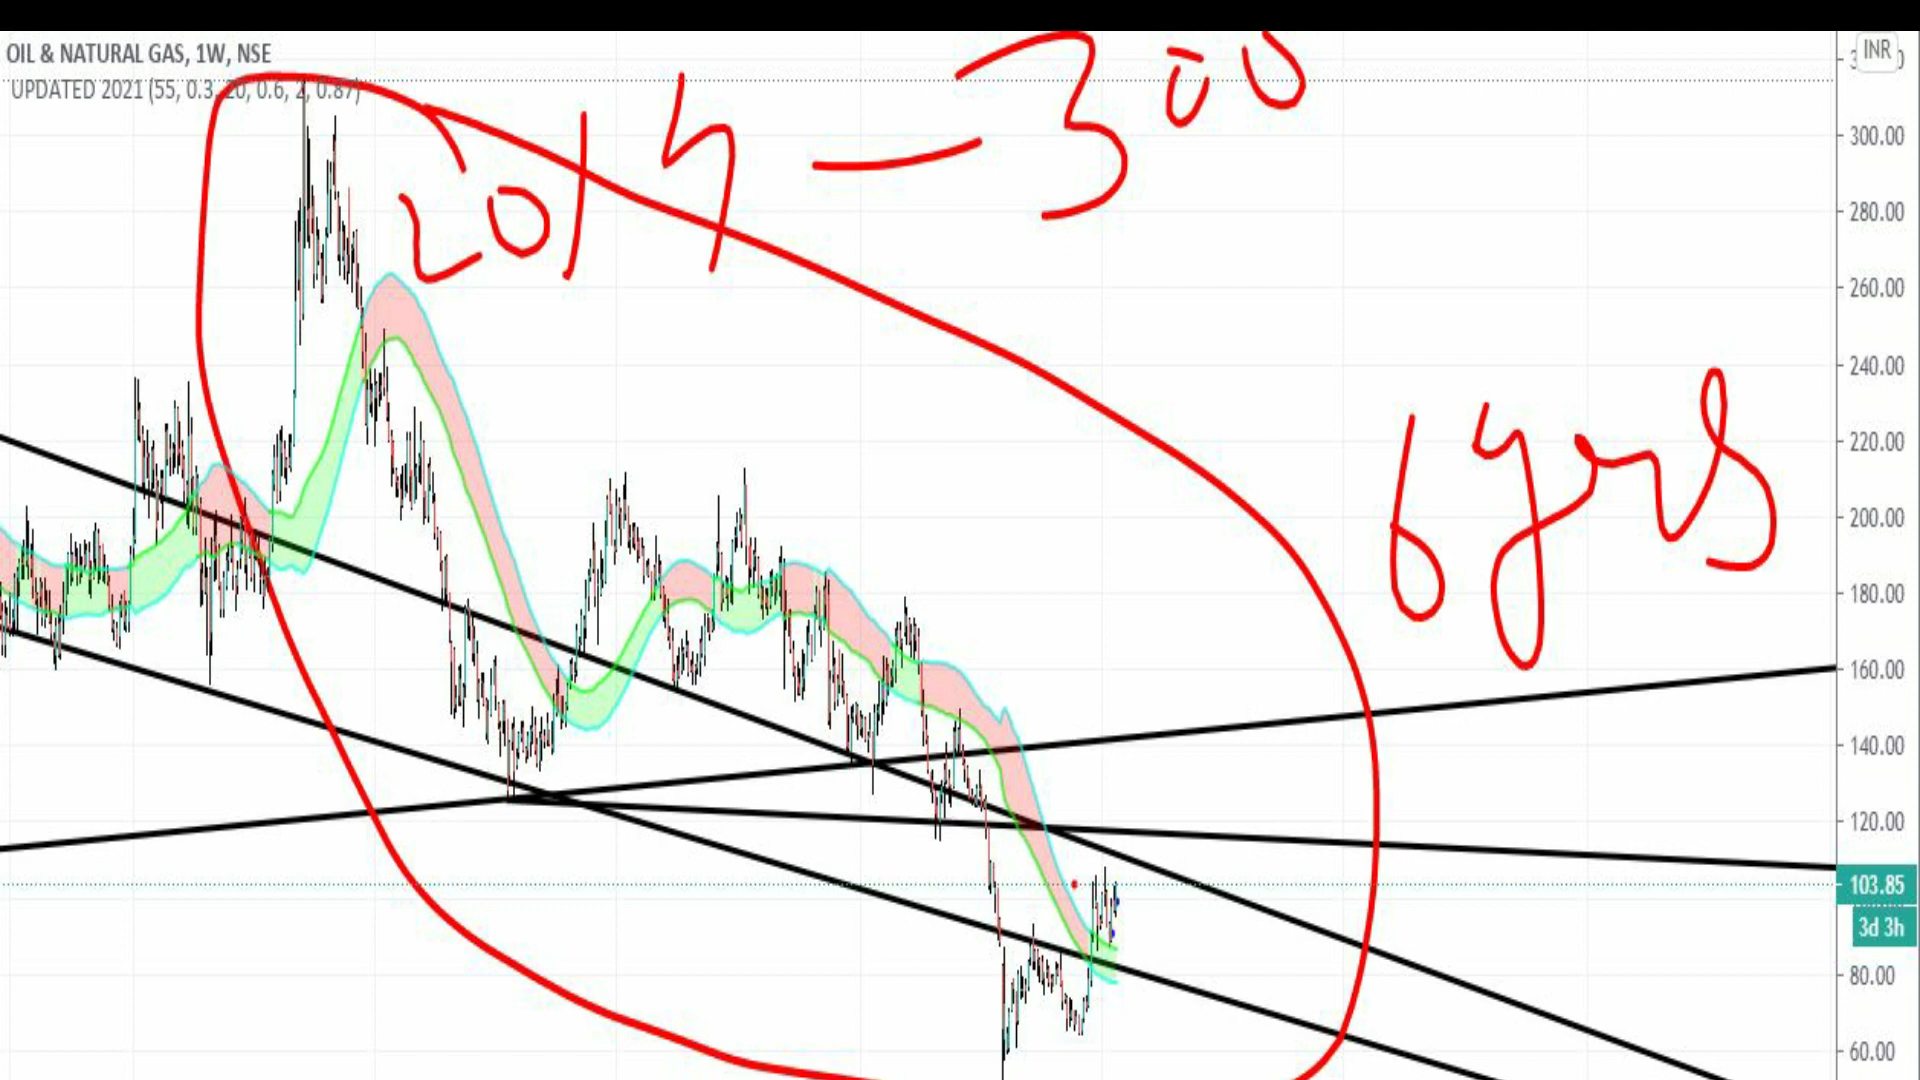 OIL & NATURAL GAS, 1W, NSE
UPDATED 2021 (55, 0.3, 20, 0.6, 2, 0.87)
INR
2014 — 300
6 yrs
300.00
280.00
260.00
240.00
220.00
200.00
180.00
160.00
140.00
120.00
103.85
3d 3h
80.00
60.00